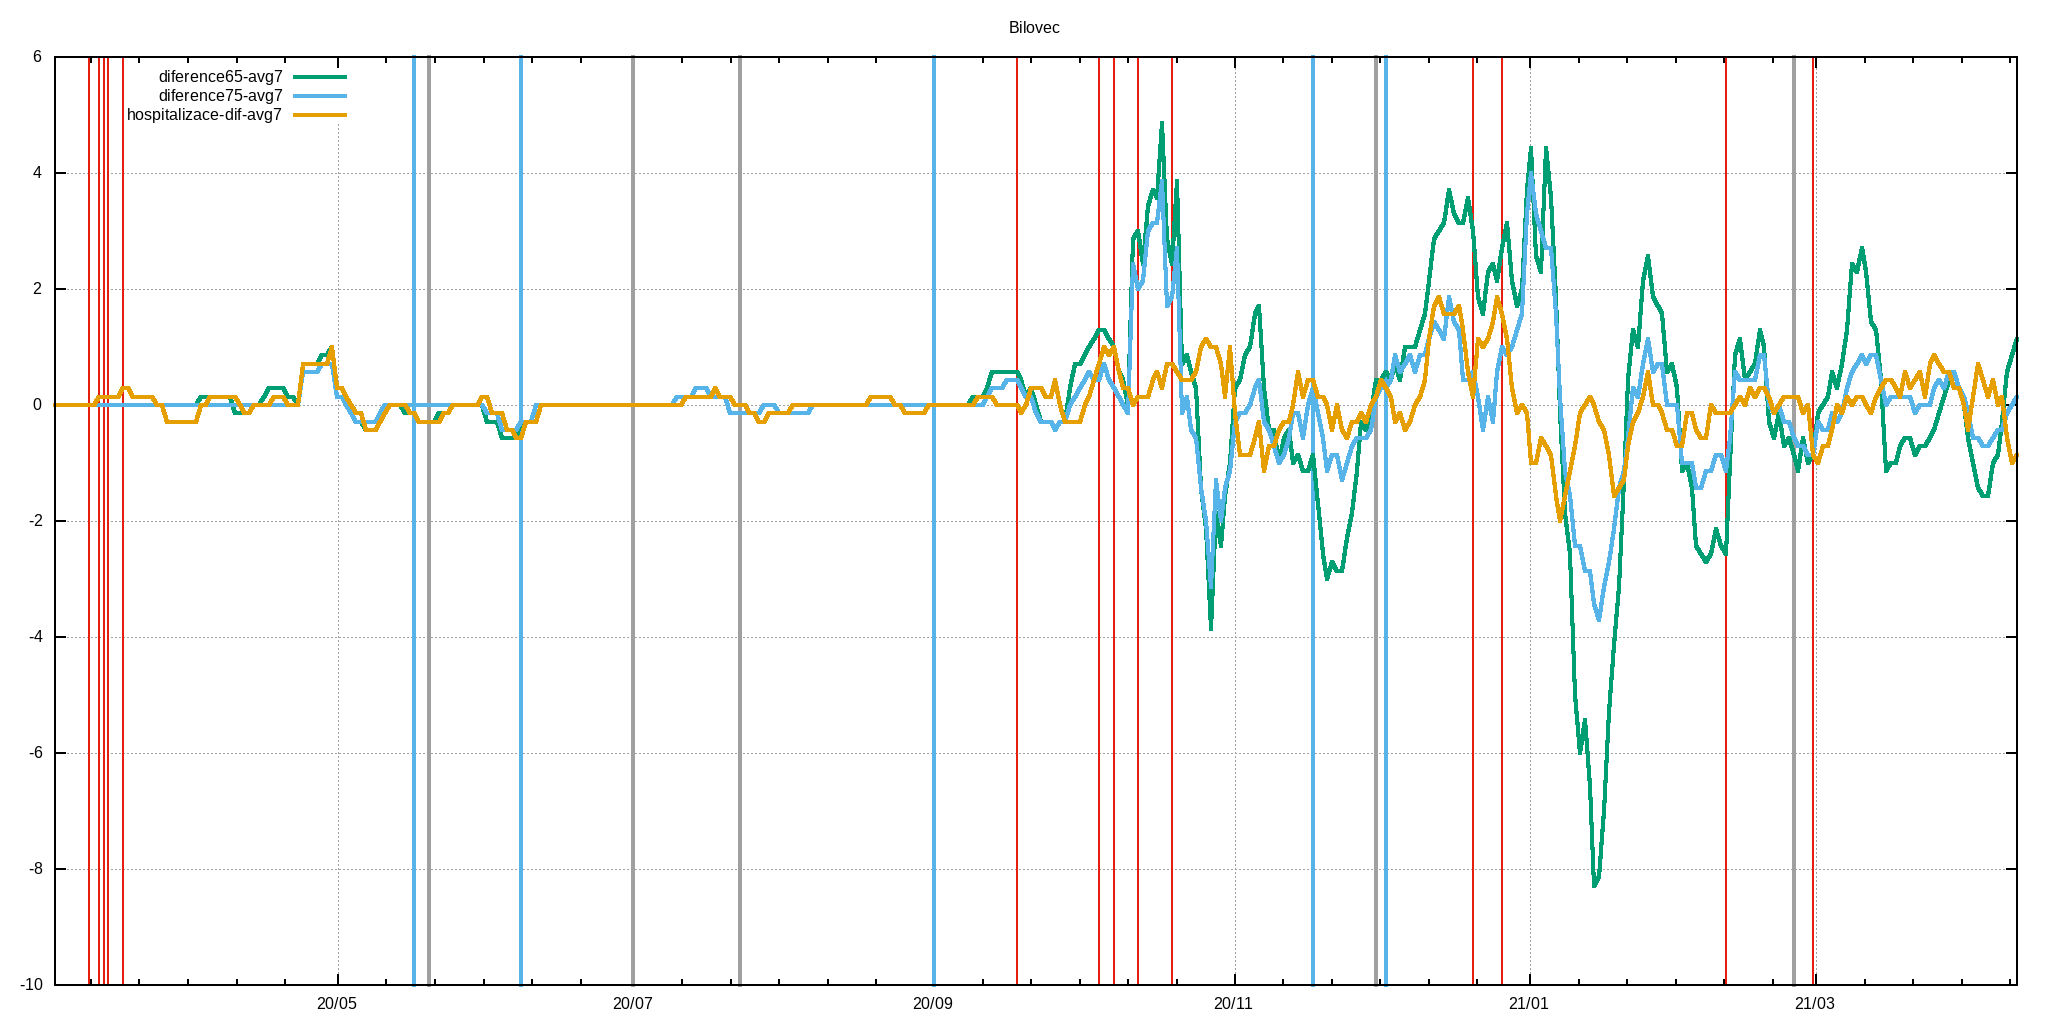 Bilovec
6
diference65-avg7
diference75-avg7
hospitalizace-dif-avg7
4
2
0
-2
-4
-6
-8
-10
20/05 20/07 20/09 20/11 21/01 21/03